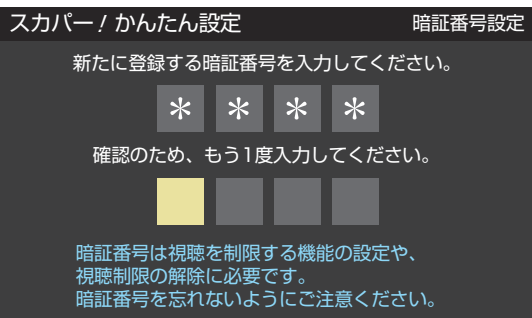 スカパー！かんたん設定
暗証番号設定
新たに登録する暗証番号を入力してください。
＊ ＊ ＊ ＊
確認のため、もう1度入力してください。
暗証番号は視聴を制限する機能の設定や、
視聴制限の解除に必要です。
暗証番号を忘れないようにご注意ください。